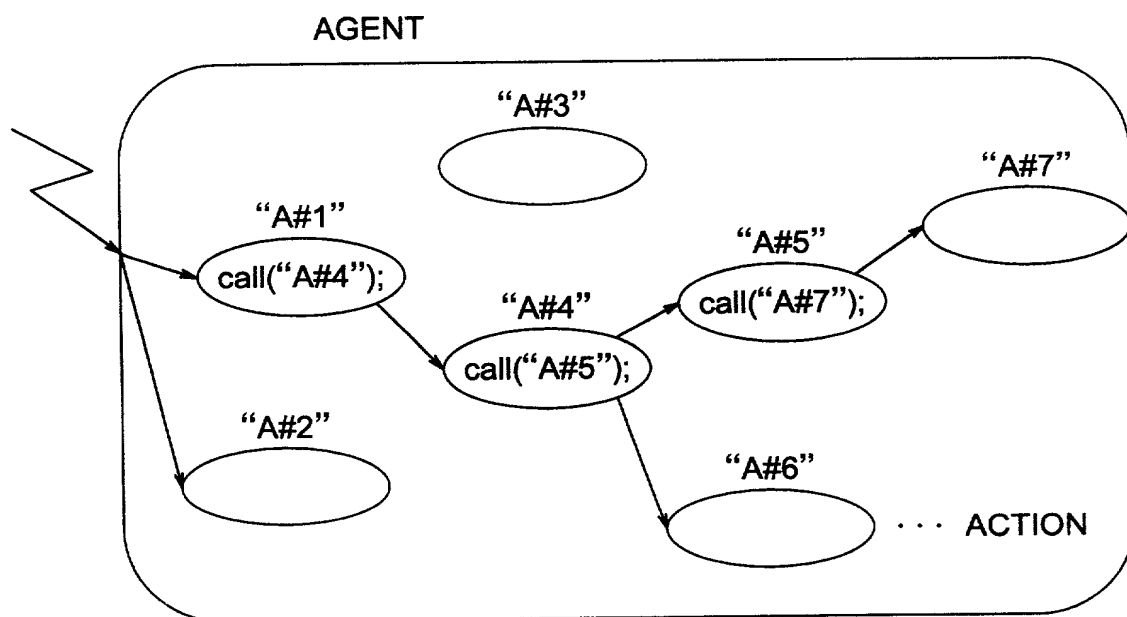 AGENT
“A#3”
“A#7”
“A#1”
call(“A#4”);
“A#5”
call(“A#7”);
“A#4”
call(“A#5”);
“A#2”
“A#6”
· · · ACTION